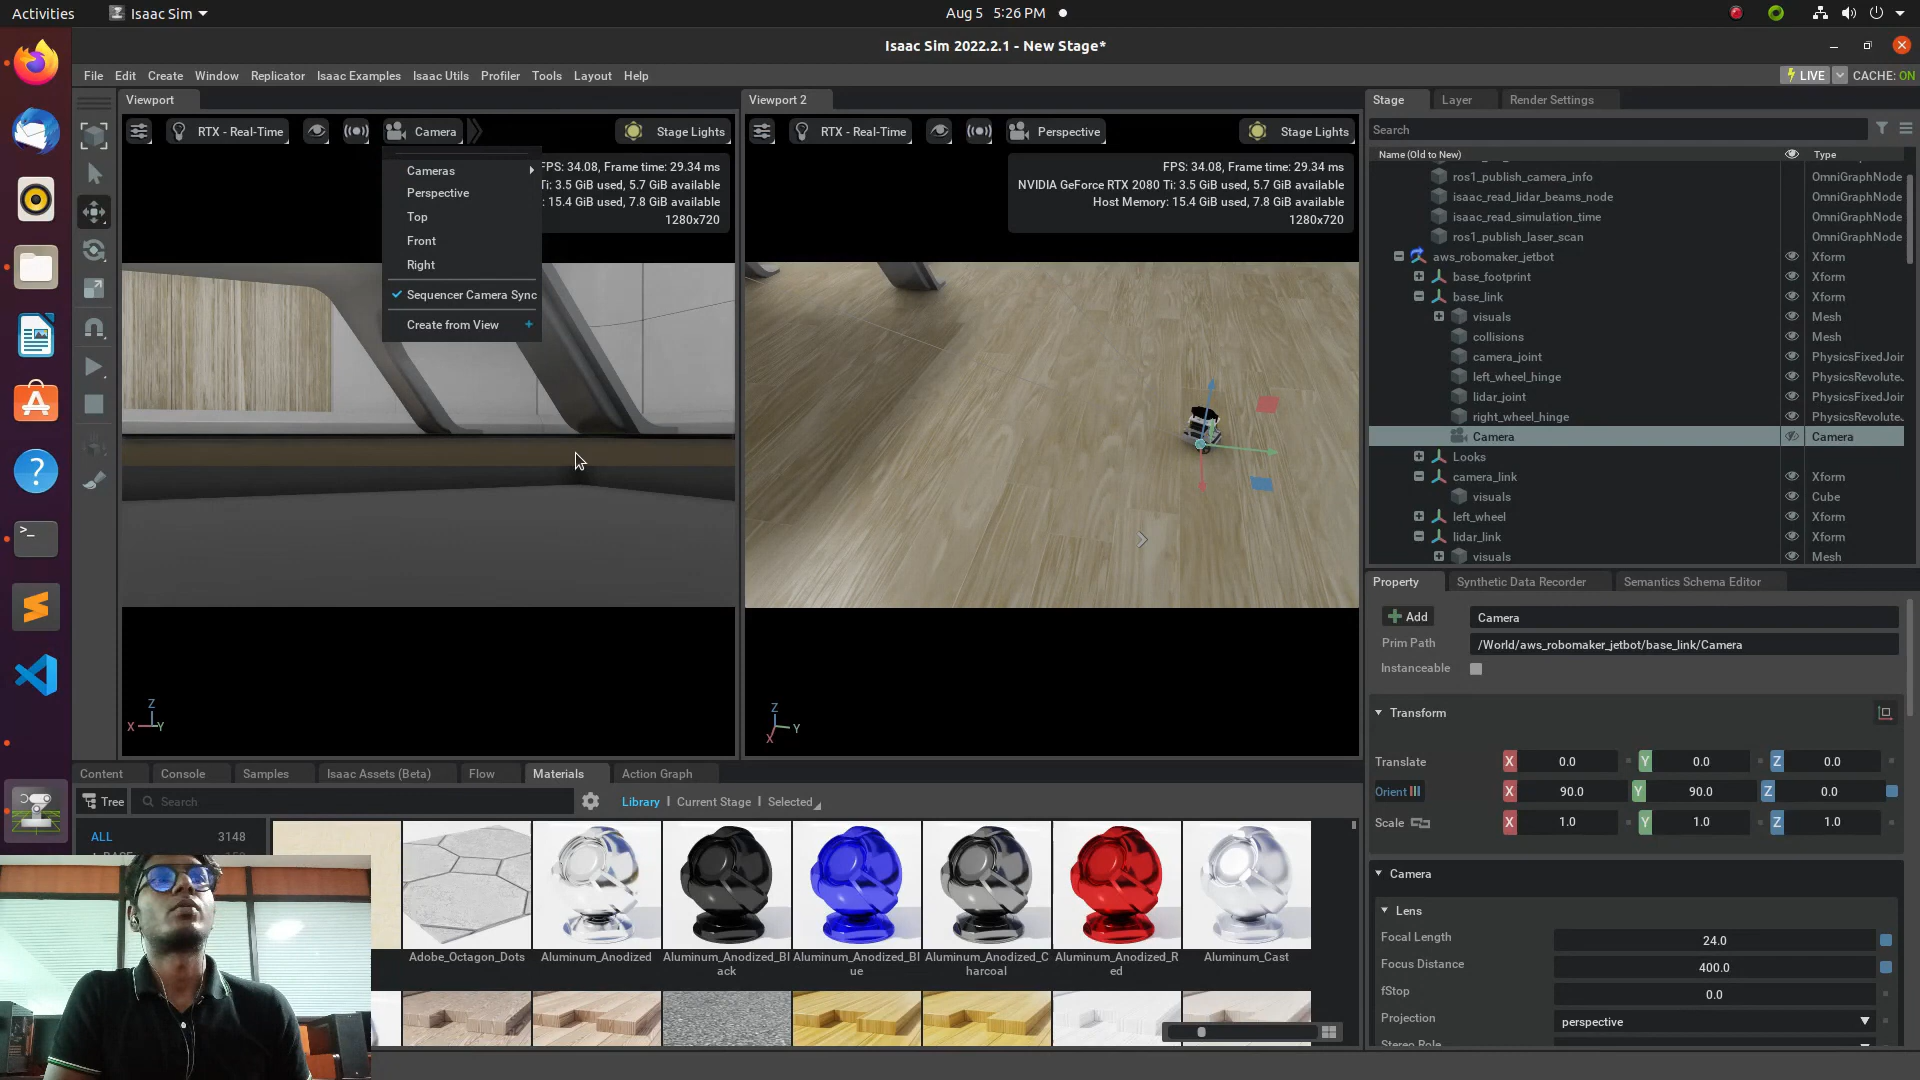 Activities
Isaac Sim
Aug 5 5:26 PM
Isaac Sim 2022.2.1 - New Stage*
File Edit Create Window Replicator Isaac Examples Isaac Utils Profiler Tools Layout Help
LIVE CACHE: ON
Viewport
RTX - Real-Time
Camera
Stage Lights
Cameras
Perspective
Top
Front
Right
Sequencer Camera Sync
Create from View +
FPS: 34.08, Frame time: 29.34 ms
Ti: 3.5 GiB used, 5.7 GiB available
: 15.4 GiB used, 7.8 GiB available
1280x720
Z
X Y
Viewport 2
RTX - Real-Time
Perspective
Stage Lights
FPS: 34.08, Frame time: 29.34 ms
NVIDIA GeForce RTX 2080 Ti: 3.5 GiB used, 5.7 GiB available
Host Memory: 15.4 GiB used, 7.8 GiB available
1280x720
Z
Y
X
Stage Layer Render Settings
Search
Name (Old to New) Type
ros1_publish_camera_info OmniGraphNode
isaac_read_lidar_beams_node OmniGraphNode
isaac_read_simulation_time OmniGraphNode
ros1_publish_laser_scan OmniGraphNode
aws_robomaker_jetbot Xform
base_footprint Xform
base_link Xform
visuals Mesh
collisions Mesh
camera_joint PhysicsFixedJoir
left_wheel_hinge PhysicsRevolute.
lidar_joint PhysicsFixedJoir
right_wheel_hinge PhysicsRevolute.
Camera Camera
Looks
camera_link Xform
visuals Cube
left_wheel Xform
lidar_link Xform
visuals Mesh
Property Synthetic Data Recorder Semantics Schema Editor
Add Camera
Prim Path /World/aws_robomaker_jetbot/base_link/Camera
Instanceable
Transform
Translate X 0.0 Y 0.0 Z 0.0
Orient X 90.0 Y 90.0 Z 0.0
Scale X 1.0 Y 1.0 Z 1.0
Camera
Lens
Focal Length 24.0
Focus Distance 400.0
fStop 0.0
Projection perspective
Stereo Role
Content Console Samples Isaac Assets (Beta) Flow Materials Action Graph
Tree Search Library Current Stage Selected
ALL 3148
Adobe_Octagon_Dots
Aluminum_Anodized
Aluminum_Anodized_Bl
ack
Aluminum_Anodized_Bl
ue
Aluminum_Anodized_C
harcoal
Aluminum_Anodized_R
ed
Aluminum_Cast